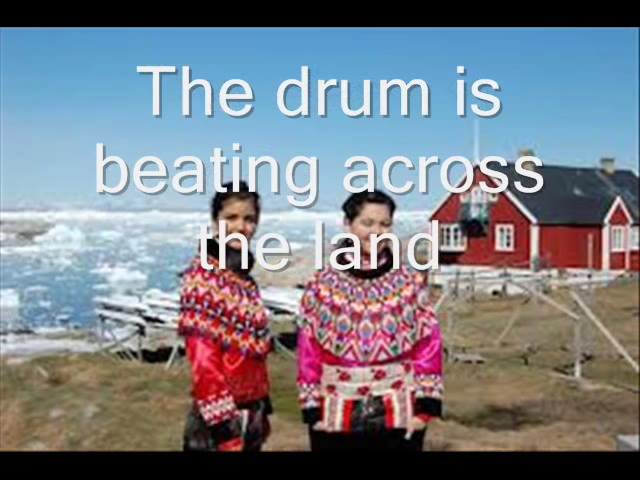 The drum is
beating across
the land